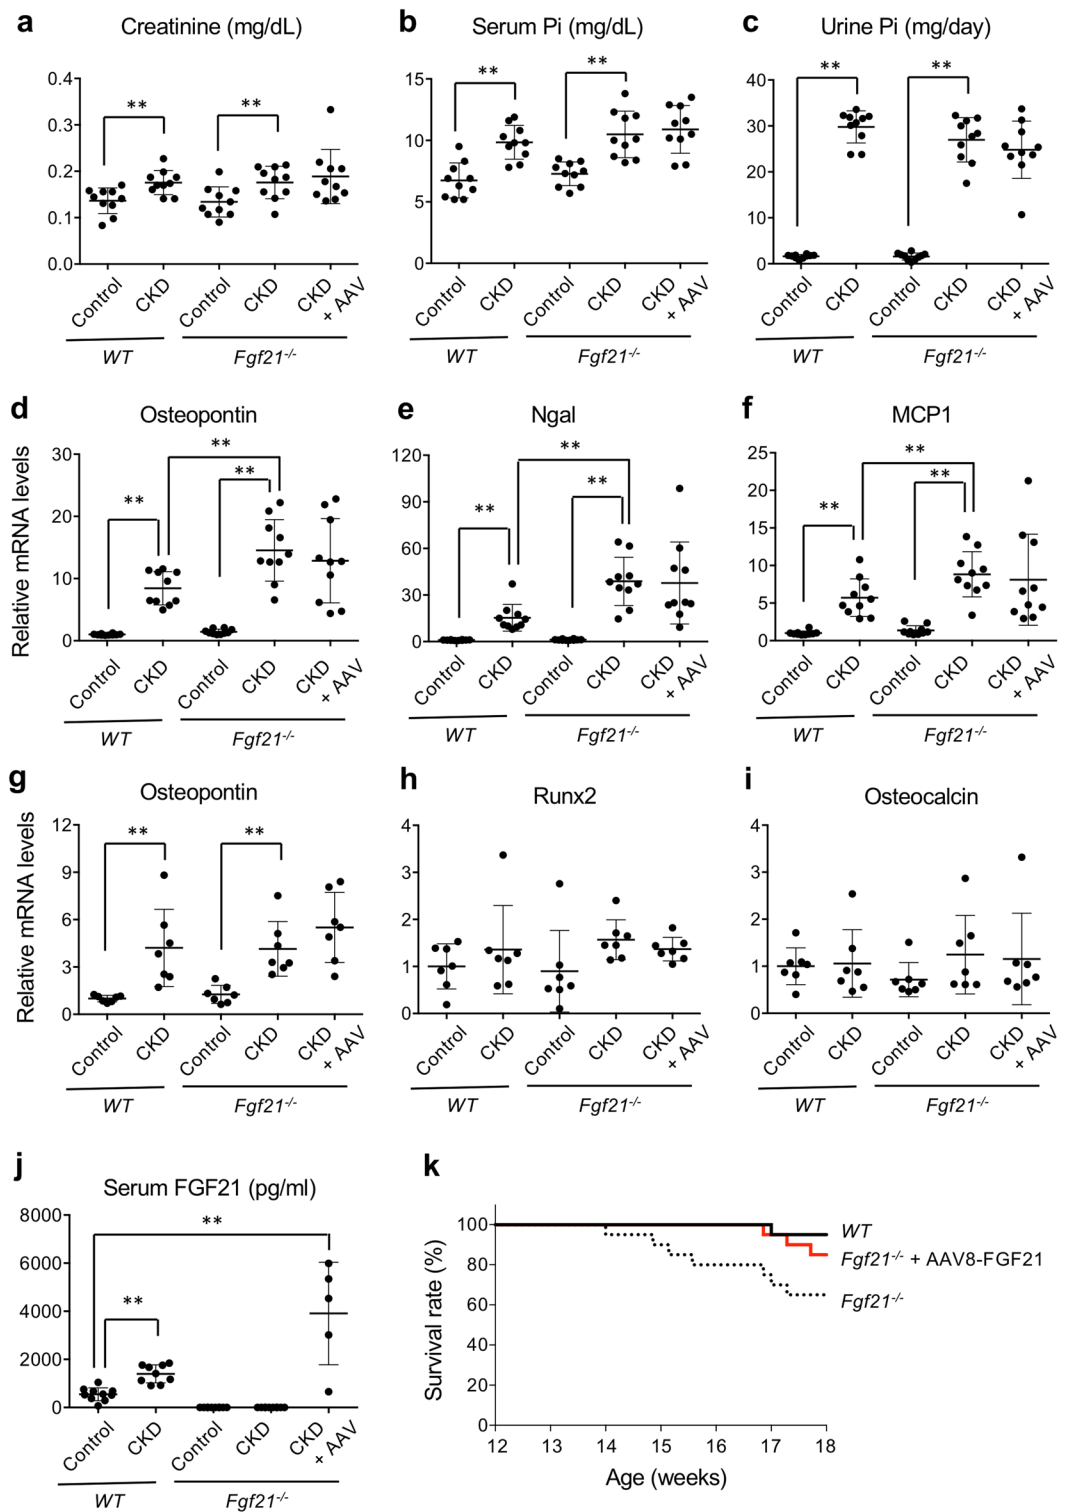 a Creatinine (mg/dL)
0.4
0.3
0.2
0.1
0.0
** **
Control CKD Control CKD CKD + AAV
WT Fgf21-/-
b Serum Pi (mg/dL)
15
10
5
0
** **
Control CKD Control CKD CKD + AAV
WT Fgf21-/-
c Urine Pi (mg/day)
40
30
20
10
0
** **
Control CKD Control CKD CKD + AAV
WT Fgf21-/-
d Osteopontin
Relative mRNA levels
30
20
10
0
**
** **
Control CKD Control CKD CKD + AAV
WT Fgf21-/-
e Ngal
120
90
60
30
0
**
** **
Control CKD Control CKD CKD + AAV
WT Fgf21-/-
f MCP1
25
20
15
10
5
0
**
** **
Control CKD Control CKD CKD + AAV
WT Fgf21-/-
g Osteopontin
Relative mRNA levels
12
9
6
3
0
** **
Control CKD Control CKD CKD + AAV
WT Fgf21-/-
h Runx2
4
3
2
1
0
Control CKD Control CKD CKD + AAV
WT Fgf21-/-
i Osteocalcin
4
3
2
1
0
Control CKD Control CKD CKD + AAV
WT Fgf21-/-
j Serum FGF21 (pg/ml)
8000
6000
4000
2000
0
**
**
Control CKD Control CKD CKD + AAV
WT Fgf21-/-
k
Survival rate (%)
100
80
60
40
20
0
WT
Fgf21-/- + AAV8-FGF21
Fgf21-/-
12 13 14 15 16 17 18
Age (weeks)